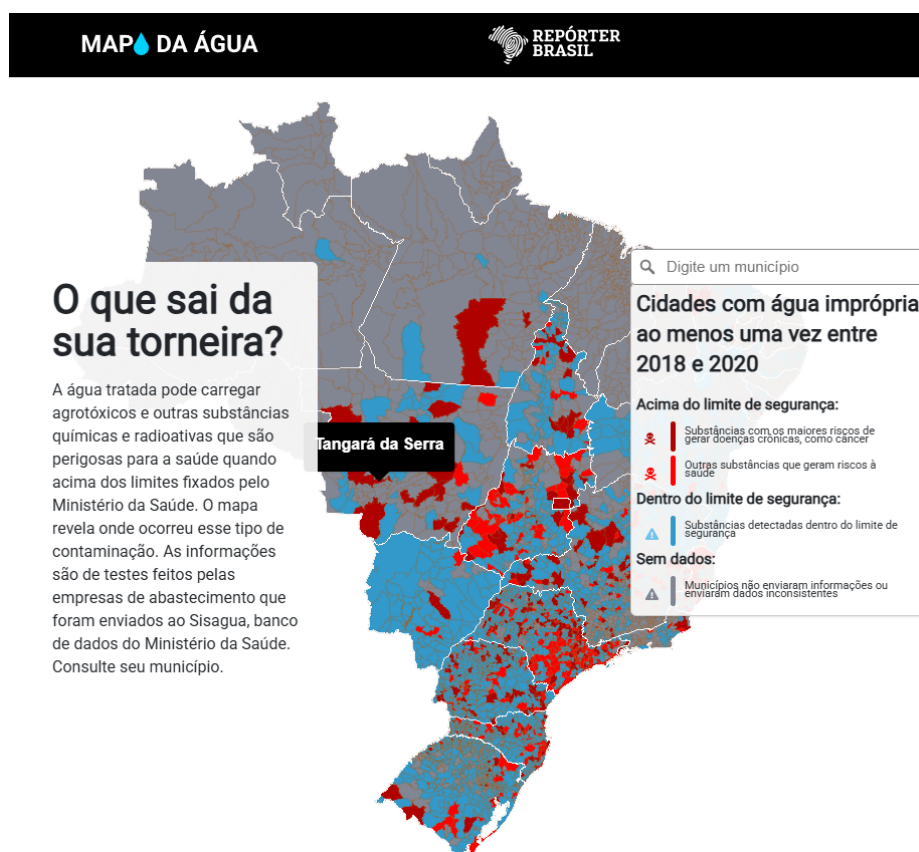 MAPA DA ÁGUA
REPÓRTER
BRASIL
O que sai da
sua torneira?
A água tratada pode carregar
agrotóxicos e outras substâncias
químicas e radioativas que são
perigosas para a saúde quando
acima dos limites fixados pelo
Ministério da Saúde. O mapa
revela onde ocorreu esse tipo de
contaminação. As informações
são de testes feitos pelas
empresas de abastecimento que
foram enviados ao Sisagua, banco
de dados do Ministério da Saúde.
Consulte seu município.
Tangará da Serra
Digite um município
Cidades com água imprópria
ao menos uma vez entre
2018 e 2020
Acima do limite de segurança:
Substâncias com os maiores riscos de
gerar doenças crônicas, como câncer
Outras substâncias que geram riscos à
saúde
Dentro do limite de segurança:
Substâncias detectadas dentro do limite de
segurança
Sem dados:
Municípios não enviaram informações ou
enviaram dados inconsistentes